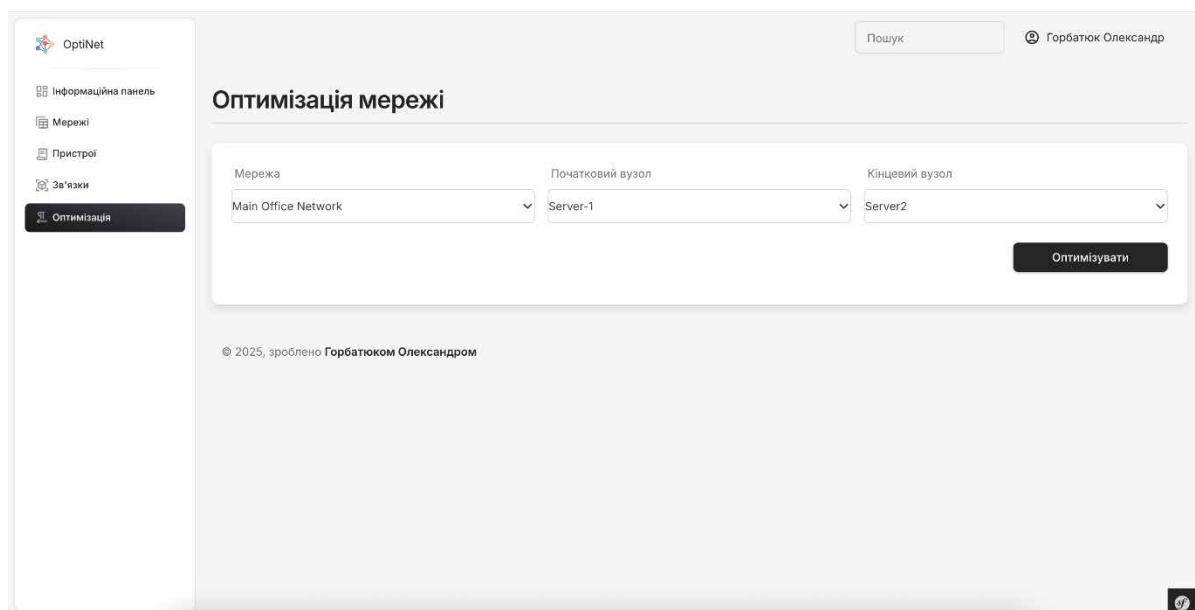 OptiNet
Пошук
Горбатюк Олександр
Інформаційна панель
Мережі
Пристрої
Зв'язки
Оптимізація
Оптимізація мережі
Мережа
Початковий вузол
Кінцевий вузол
Main Office Network
Server-1
Server2
Оптимізувати
© 2025, зроблено Горбатюком Олександром
sf